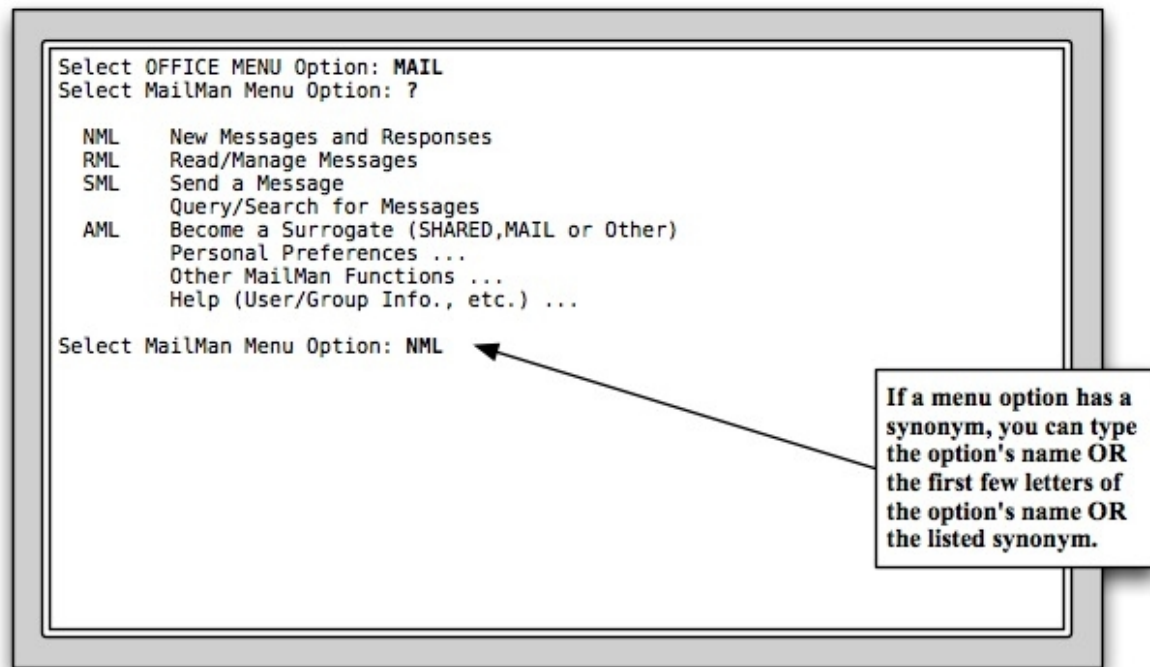 Select OFFICE MENU Option: MAIL
Select MailMan Menu Option: ?
NML New Messages and Responses
RML Read/Manage Messages
SML Send a Message
Query/Search for Messages
AML Become a Surrogate (SHARED,MAIL or Other)
Personal Preferences ...
Other MailMan Functions ...
Help (User/Group Info., etc.) ...
Select MailMan Menu Option: NML
If a menu option has a
synonym, you can type
the option's name OR
the first few letters of
the option's name OR
the listed synonym.